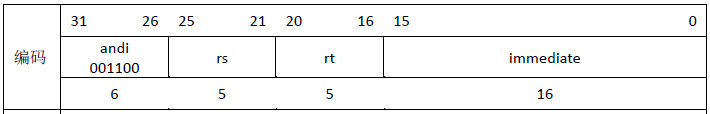 31 26 25 21 20 16 15 0
编码
andi
001100
rs rt immediate
6 5 5 16